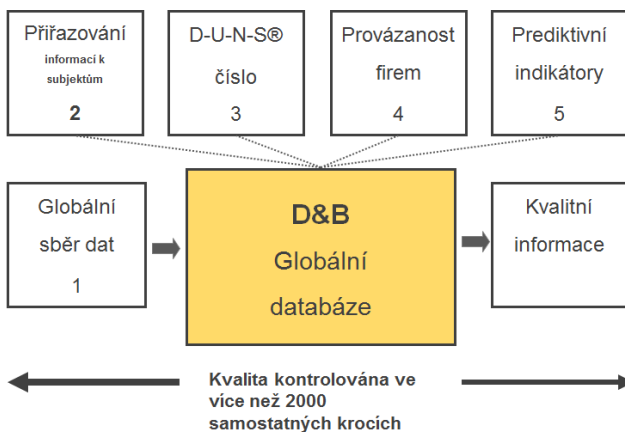 Přiřazování
informací k
subjektům
2
D-U-N-S®
číslo
3
Provázanost
firem
4
Prediktivní
indikátory
5
Globální
sběr dat
1
D&B
Globální
databáze
Kvalitní
informace
Kvalita kontrolována ve
více než 2000
samostatných krocích